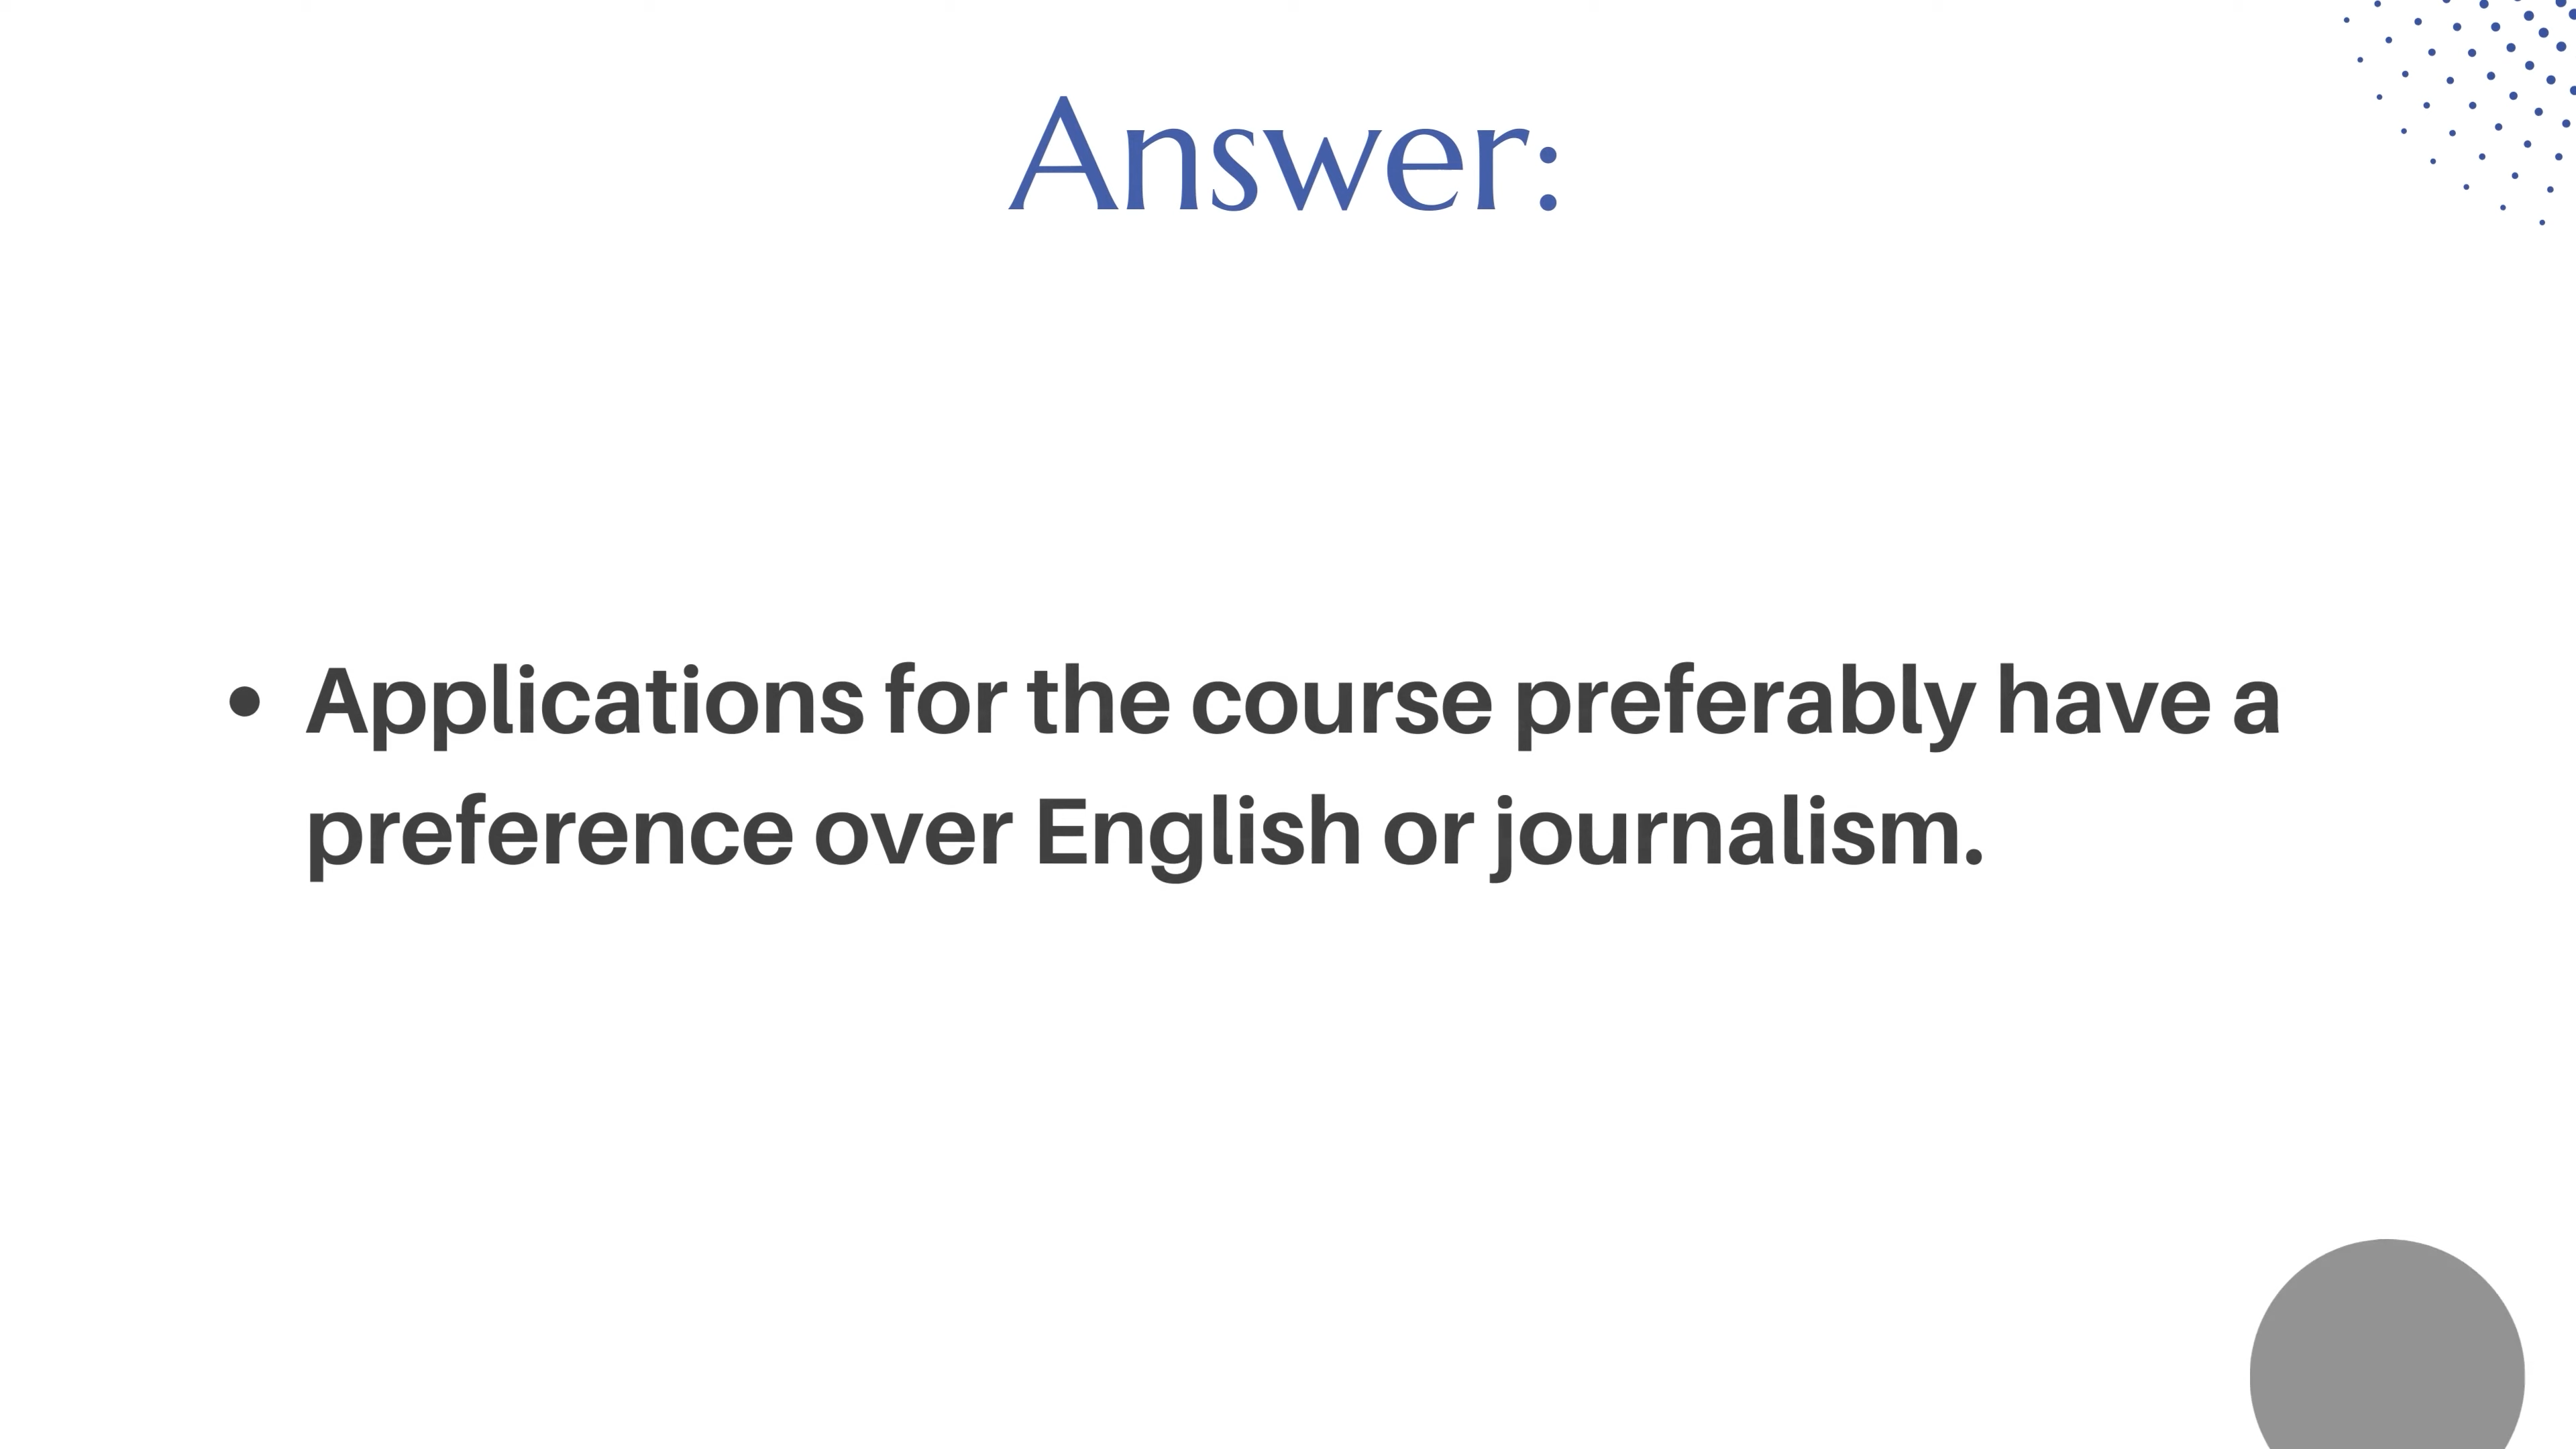 Answer:
• Applications for the course preferably have a
preference over English or journalism.